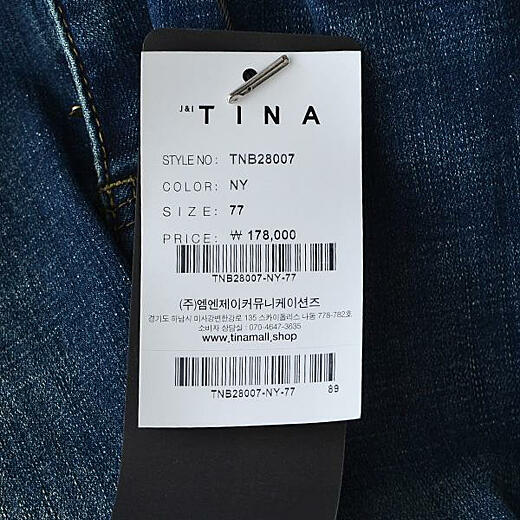 J&I TINA
STYLE NO : TNB28007
COLOR : NY
SIZE : 77
PRICE : ₩ 178,000
TNB28007-NY-77
(주)엠엔제이커뮤니케이션즈
경기도 하남시 미사강변한강로 135 스카이폴리스 나동 778-782호
소비자 상담실 : 070-4647-3635
www.tinamall.shop
TNB28007-NY-77 89